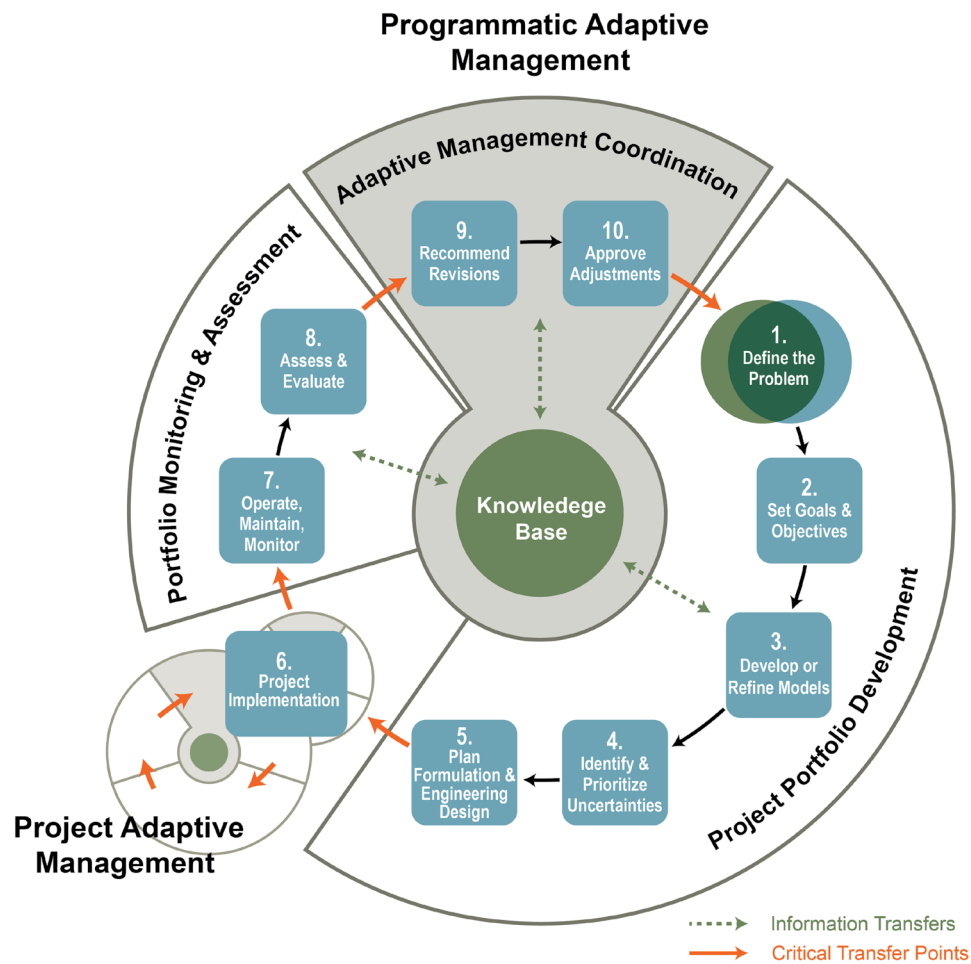 Programmatic Adaptive
Management
Adaptive Management Coordination
9.
Recommend
Revisions
10.
Approve
Adjustments
Portfolio Monitoring & Assessment
8.
Assess &
Evaluate
1.
Define the
Problem
7.
Operate,
Maintain,
Monitor
Knowledege
Base
2.
Set Goals &
Objectives
3.
Develop or
Refine Models
6.
Project
Implementation
5.
Plan
Formulation &
Engineering
Design
4.
Identify &
Prioritize
Uncertainties
Project Portfolio Development
Project Adaptive
Management
Information Transfers
Critical Transfer Points